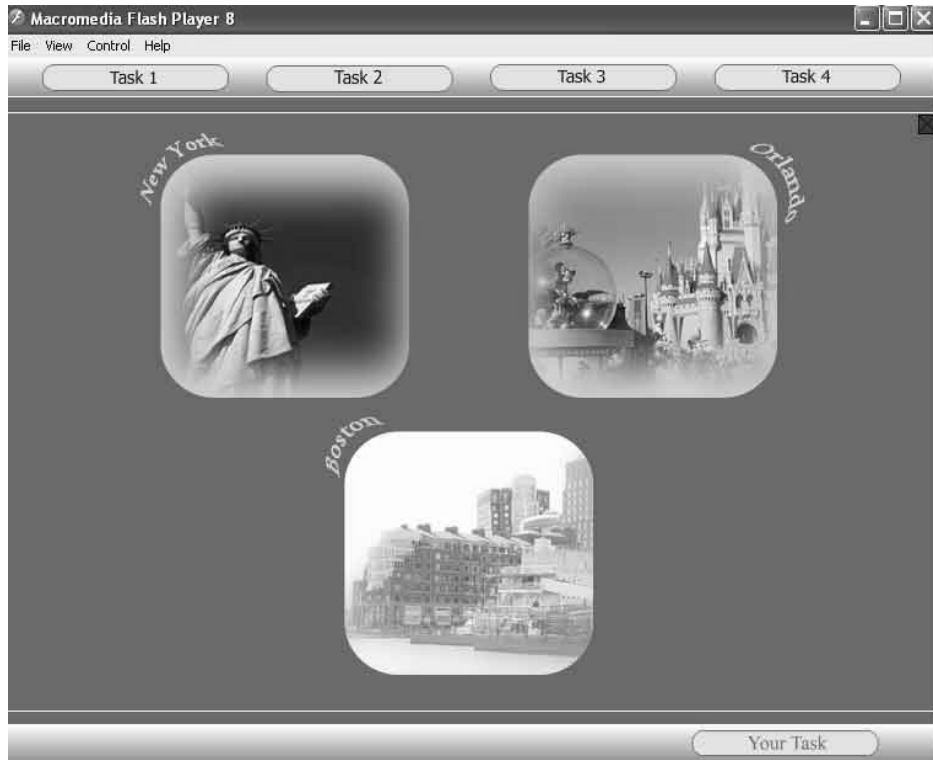 Macromedia Flash Player 8
File View Control Help
Task 1 Task 2 Task 3 Task 4
New York
Orlando
Boston
Your Task